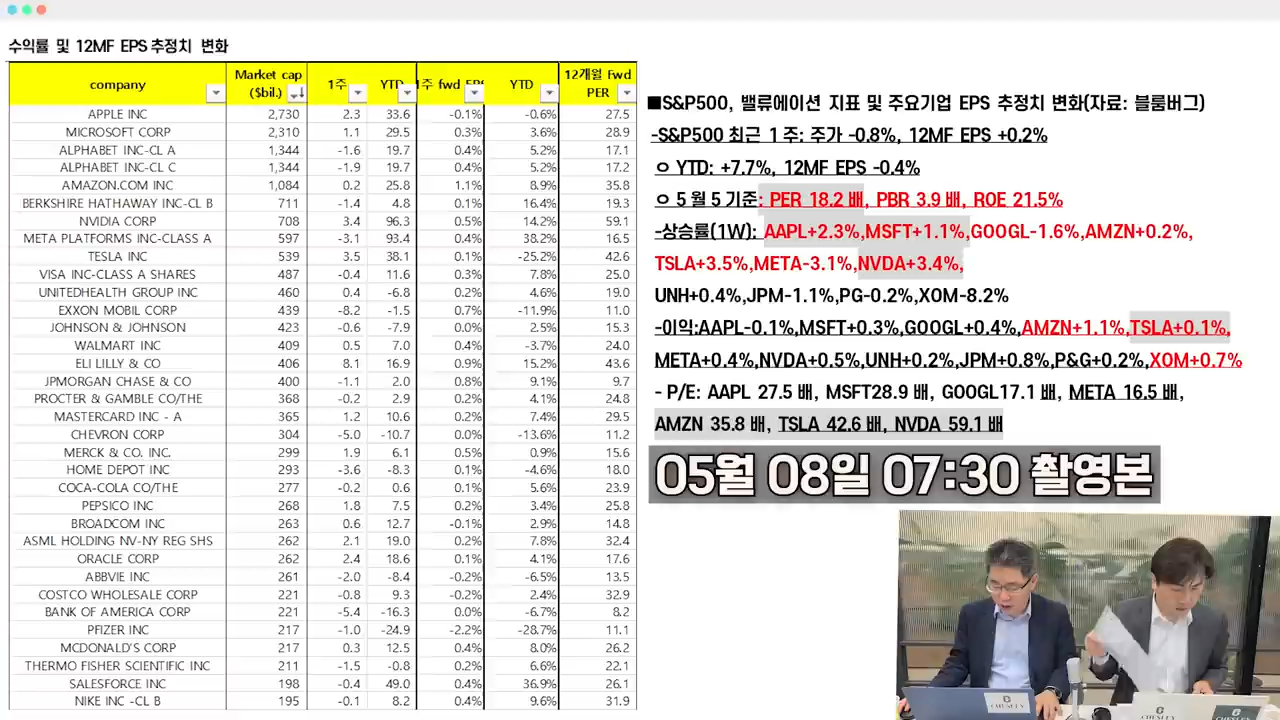 수익률 및 12MF EPS 추정치 변화
company Market cap ($bil.) 1주 YTD 1주 fwd EPS YTD 12개월 Fwd PER
APPLE INC 2,730 2.3 33.6 -0.1% -0.6% 27.5
MICROSOFT CORP 2,310 1.1 29.5 0.3% 3.6% 28.9
ALPHABET INC-CL A 1,344 -1.6 19.7 0.4% 5.2% 17.1
ALPHABET INC-CL C 1,344 -1.9 19.7 0.4% 5.2% 17.2
AMAZON.COM INC 1,084 0.2 25.8 1.1% 8.9% 35.8
BERKSHIRE HATHAWAY INC-CL B 711 -1.4 4.8 0.1% 16.4% 19.3
NVIDIA CORP 708 3.4 96.3 0.5% 14.2% 59.1
META PLATFORMS INC-CLASS A 597 -3.1 93.4 0.4% 38.2% 16.5
TESLA INC 539 3.5 38.1 0.1% -25.2% 42.6
VISA INC-CLASS A SHARES 487 -0.4 11.6 0.3% 7.8% 25.0
UNITEDHEALTH GROUP INC 460 0.4 -6.8 0.2% 4.6% 19.0
EXXON MOBIL CORP 439 -8.2 -1.5 0.7% -11.9% 11.0
JOHNSON & JOHNSON 423 -0.6 -7.9 0.0% 2.5% 15.3
WALMART INC 409 0.5 7.0 0.4% -3.7% 24.0
ELI LILLY & CO 406 8.1 16.9 0.9% 15.2% 43.6
JPMORGAN CHASE & CO 400 -1.1 2.0 0.8% 9.1% 9.7
PROCTER & GAMBLE CO/THE 368 -0.2 2.9 0.2% 4.1% 24.8
MASTERCARD INC - A 365 1.2 10.6 0.2% 7.4% 29.5
CHEVRON CORP 304 -5.0 -10.7 0.0% -13.6% 11.2
MERCK & CO. INC. 299 1.9 6.1 0.5% 0.9% 15.6
HOME DEPOT INC 293 -3.6 -8.3 0.1% -4.6% 18.0
COCA-COLA CO/THE 277 -0.2 0.6 0.1% 5.6% 23.9
PEPSICO INC 268 1.8 7.5 0.2% 3.4% 25.8
BROADCOM INC 263 0.6 12.7 -0.1% 2.9% 14.8
ASML HOLDING NV-NY REG SHS 262 2.1 19.0 0.2% 7.8% 32.4
ORACLE CORP 262 2.4 18.6 0.1% 4.1% 17.6
ABBVIE INC 261 -2.0 -8.4 -0.2% -6.5% 13.5
COSTCO WHOLESALE CORP 221 -0.8 9.3 -0.2% 2.4% 32.9
BANK OF AMERICA CORP 221 -5.4 -16.3 0.0% -6.7% 8.2
PFIZER INC 217 -1.0 -24.9 -2.2% -28.7% 11.1
MCDONALD'S CORP 217 0.3 12.5 0.4% 8.0% 26.2
THERMO FISHER SCIENTIFIC INC 211 -1.5 -0.8 0.2% 6.6% 22.1
SALESFORCE INC 198 -0.4 49.0 0.4% 36.9% 26.1
NIKE INC -CL B 195 -0.1 8.2 0.4% 9.6% 31.9
■S&P500, 밸류에이션 지표 및 주요기업 EPS 추정치 변화(자료: 블룸버그)
-S&P500 최근 1주: 주가 -0.8%, 12MF EPS +0.2%
ㅇ YTD: +7.7%, 12MF EPS -0.4%
ㅇ 5월 5 기준: PER 18.2 배, PBR 3.9 배, ROE 21.5%
-상승률(1W): AAPL+2.3%,MSFT+1.1%,GOOGL-1.6%,AMZN+0.2%,
TSLA+3.5%,META-3.1%,NVDA+3.4%,
UNH+0.4%,JPM-1.1%,PG-0.2%,XOM-8.2%
-이익:AAPL-0.1%,MSFT+0.3%,GOOGL+0.4%,AMZN+1.1%,TSLA+0.1%,
META+0.4%,NVDA+0.5%,UNH+0.2%,JPM+0.8%,P&G+0.2%,XOM+0.7%
- P/E: AAPL 27.5 배, MSFT28.9 배, GOOGL17.1 배, META 16.5 배,
AMZN 35.8 배, TSLA 42.6 배, NVDA 59.1 배
05월 08일 07:30 촬영본
CHESLEY
CHESLEY
CHESLEY